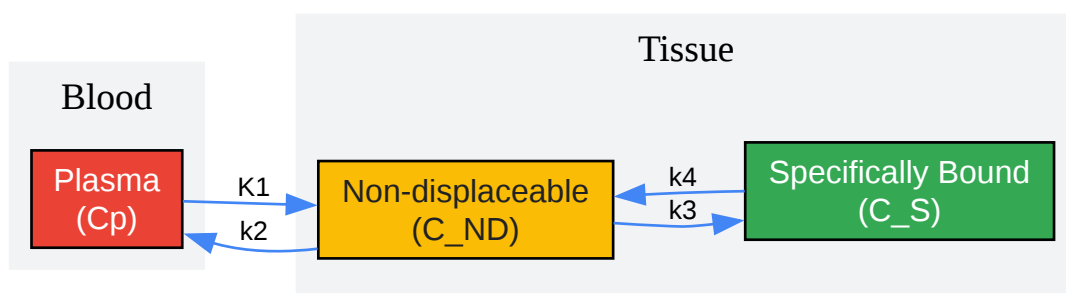 Tissue
Blood
Plasma
(Cp)
K1
k2
Non-displaceable
(C_ND)
k4
k3
Specifically Bound
(C_S)